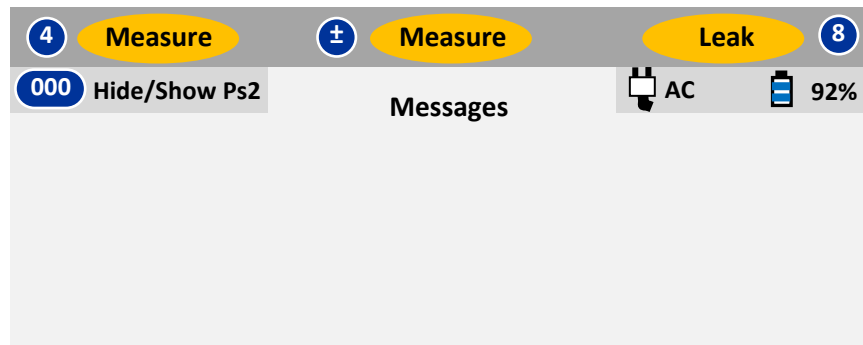 4 Measure ± Measure Leak 8
000 Hide/Show Ps2 Messages AC 92%